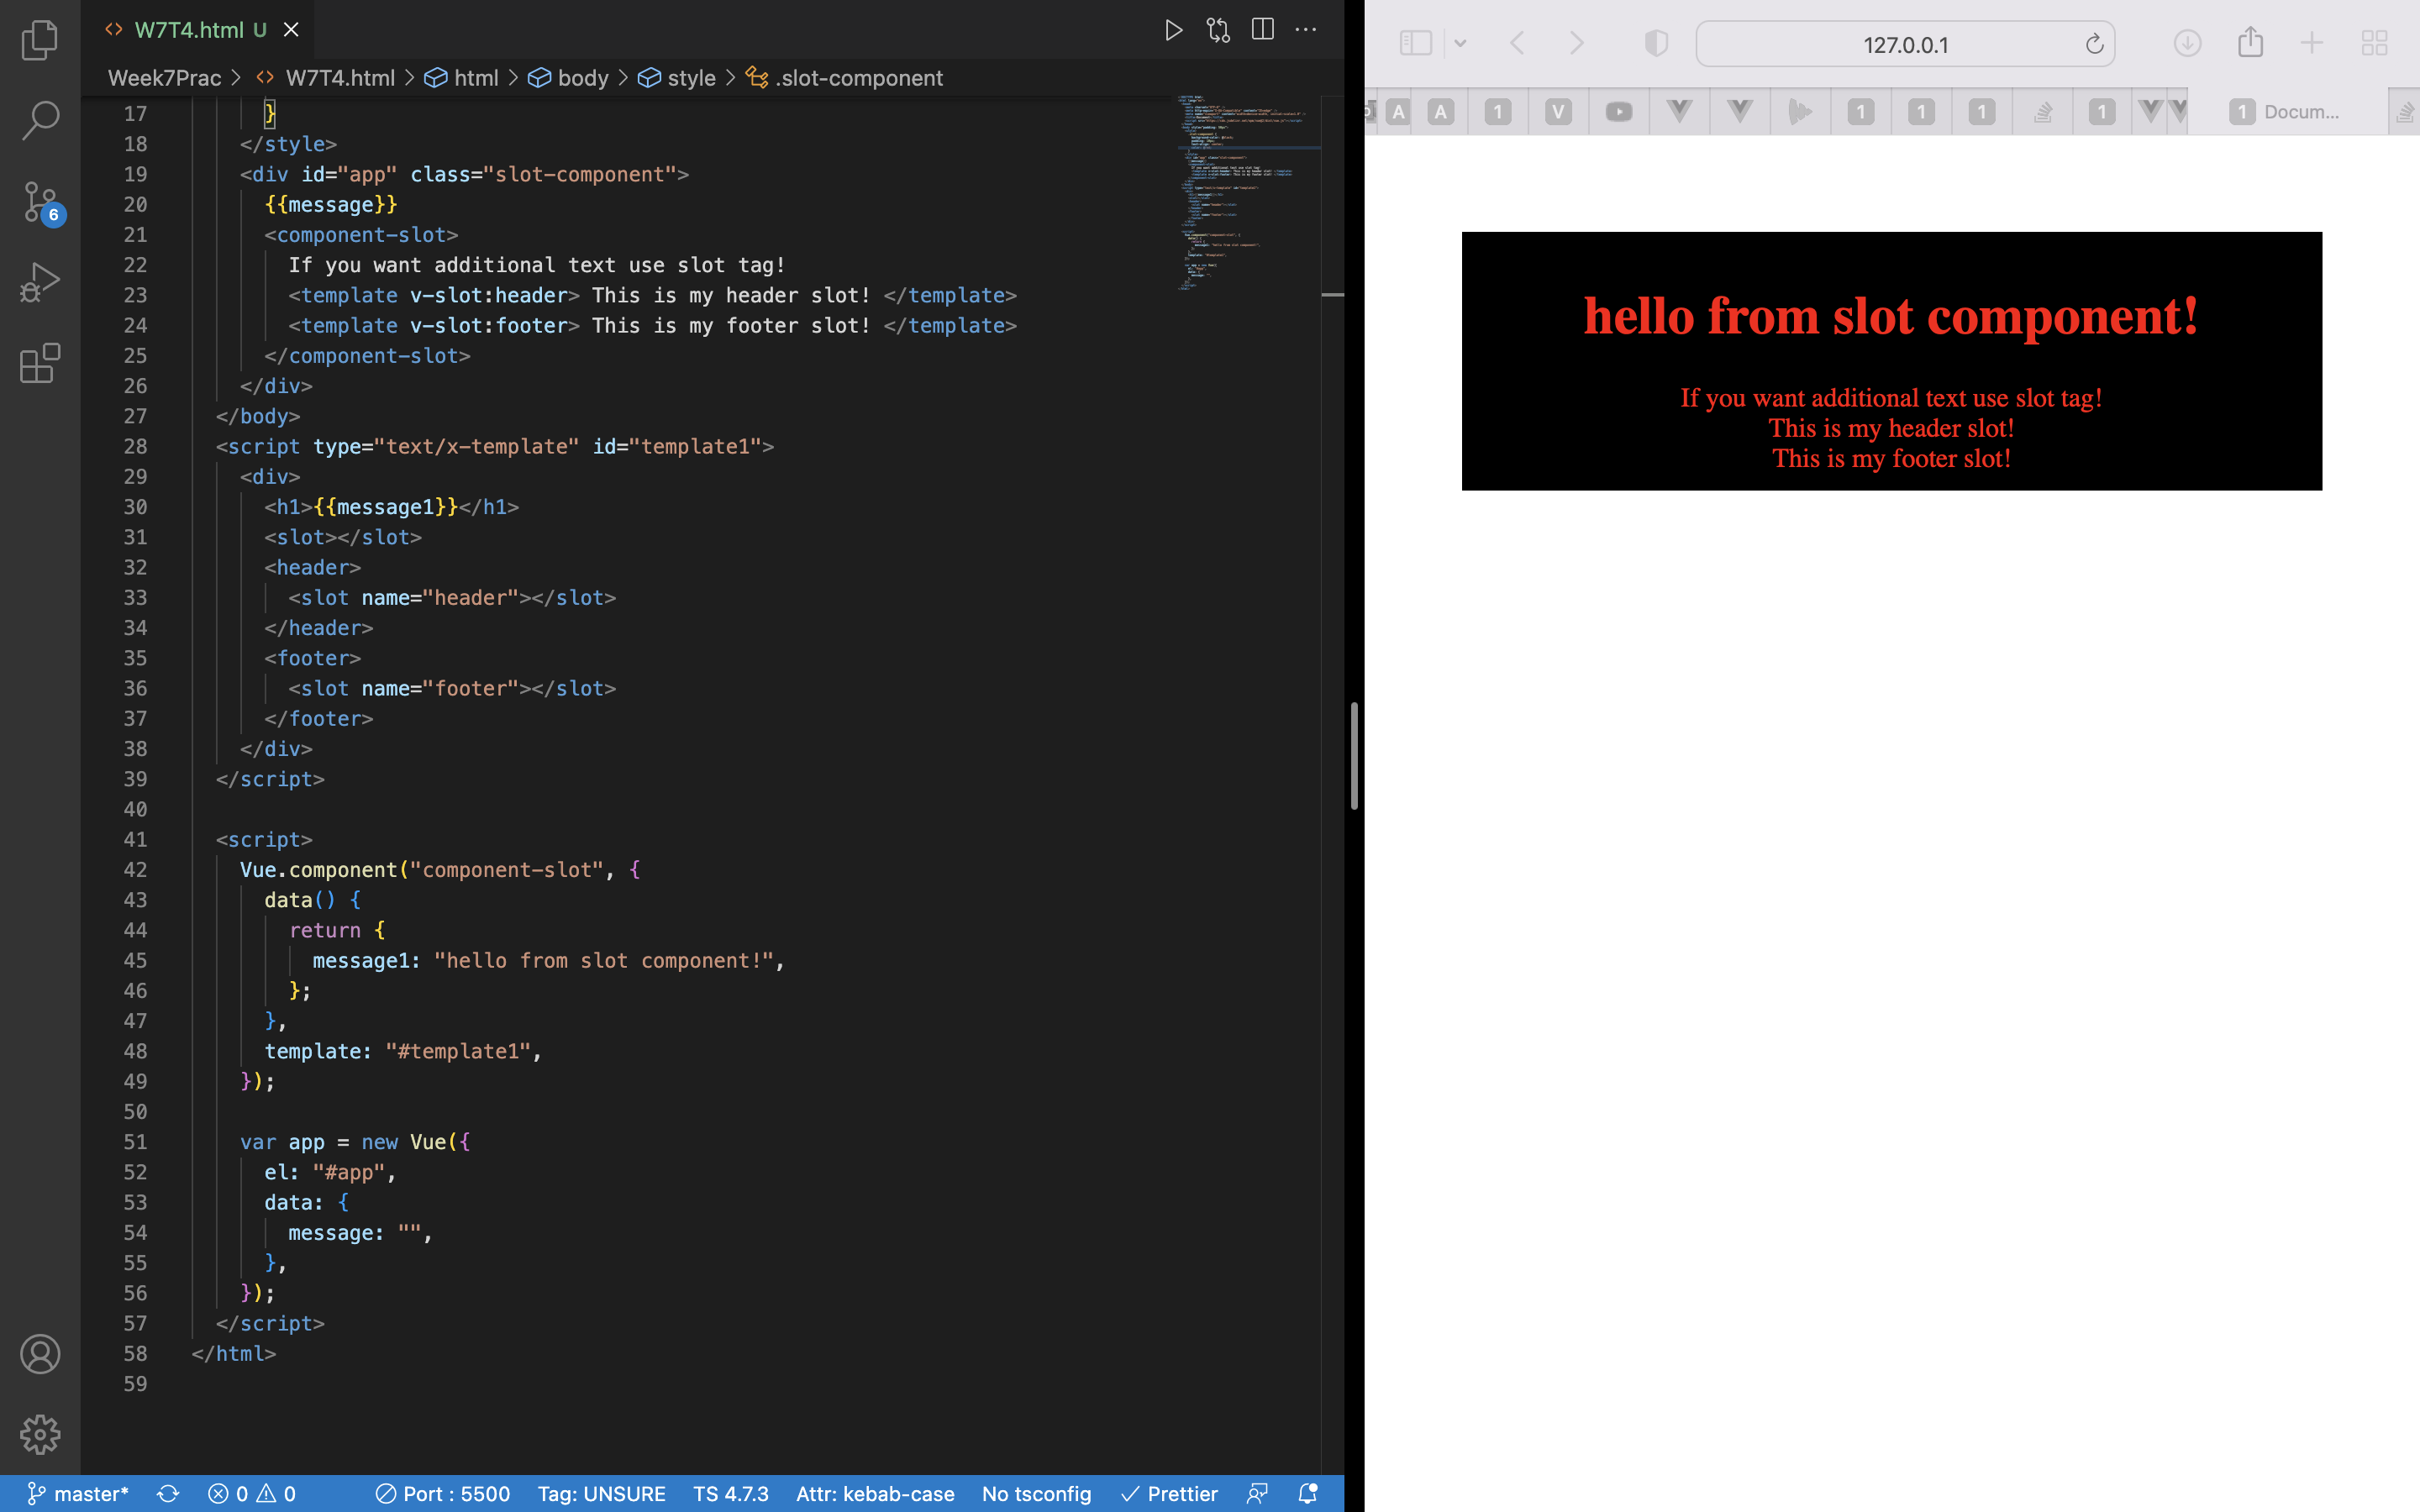 W7T4.html U
Week7Prac > W7T4.html > html > body > style > .slot-component
17 }
18 </style>
19 <div id="app" class="slot-component">
20 {{message}}
21 <component-slot>
22 If you want additional text use slot tag!
23 <template v-slot:header> This is my header slot! </template>
24 <template v-slot:footer> This is my footer slot! </template>
25 </component-slot>
26 </div>
27 </body>
28 <script type="text/x-template" id="template1">
29 <div>
30 <h1>{{message1}}</h1>
31 <slot></slot>
32 <header>
33 <slot name="header"></slot>
34 </header>
35 <footer>
36 <slot name="footer"></slot>
37 </footer>
38 </div>
39 </script>
40
41 <script>
42 Vue.component("component-slot", {
43 data() {
44 return {
45 message1: "hello from slot component!",
46 };
47 },
48 template: "#template1",
49 });
50
51 var app = new Vue({
52 el: "#app",
53 data: {
54 message: "",
55 },
56 });
57 </script>
58 </html>
59
6
master* 0 0 Port : 5500 Tag: UNSURE TS 4.7.3 Attr: kebab-case No tsconfig Prettier
127.0.0.1
A A 1 V 1 1 1 1 1 Docum...
hello from slot component!
If you want additional text use slot tag!
This is my header slot!
This is my footer slot!